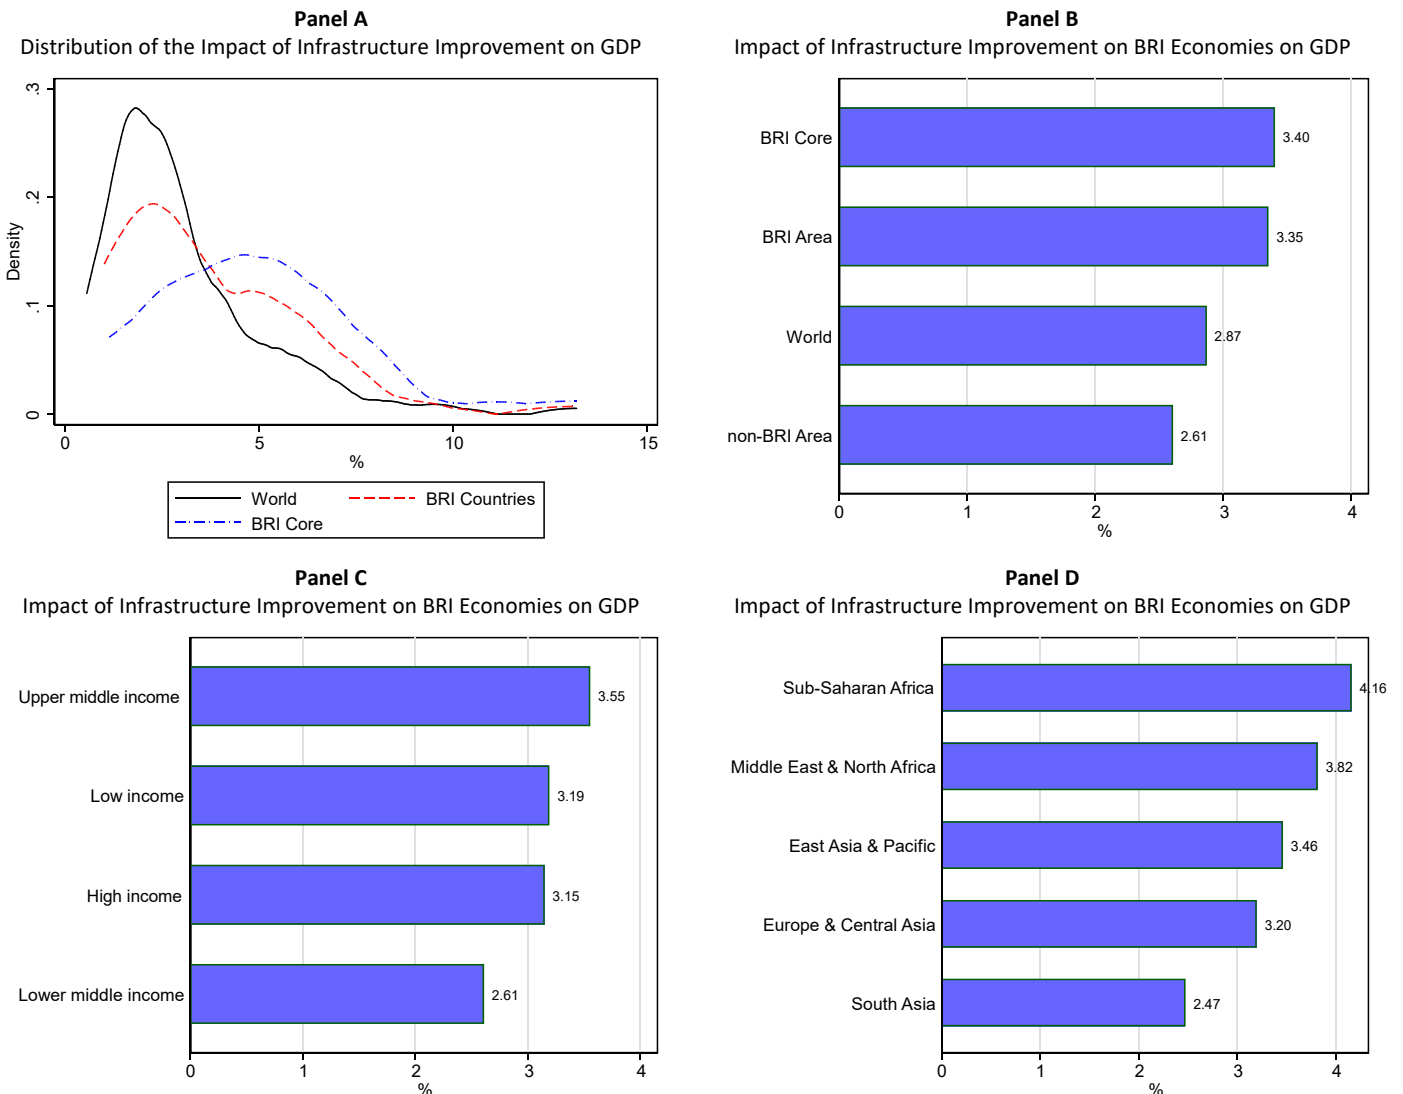 Panel A
Distribution of the Impact of Infrastructure Improvement on GDP
.3
.2
.1
0
Density
0 5 10 15
%
World BRI Countries
BRI Core
Panel B
Impact of Infrastructure Improvement on BRI Economies on GDP
BRI Core 3.40
BRI Area 3.35
World 2.87
non-BRI Area 2.61
0 1 2 3 4
%
Panel C
Impact of Infrastructure Improvement on BRI Economies on GDP
Upper middle income 3.55
Low income 3.19
High income 3.15
Lower middle income 2.61
0 1 2 3 4
%
Panel D
Impact of Infrastructure Improvement on BRI Economies on GDP
Sub-Saharan Africa 4.16
Middle East & North Africa 3.82
East Asia & Pacific 3.46
Europe & Central Asia 3.20
South Asia 2.47
0 1 2 3 4
%